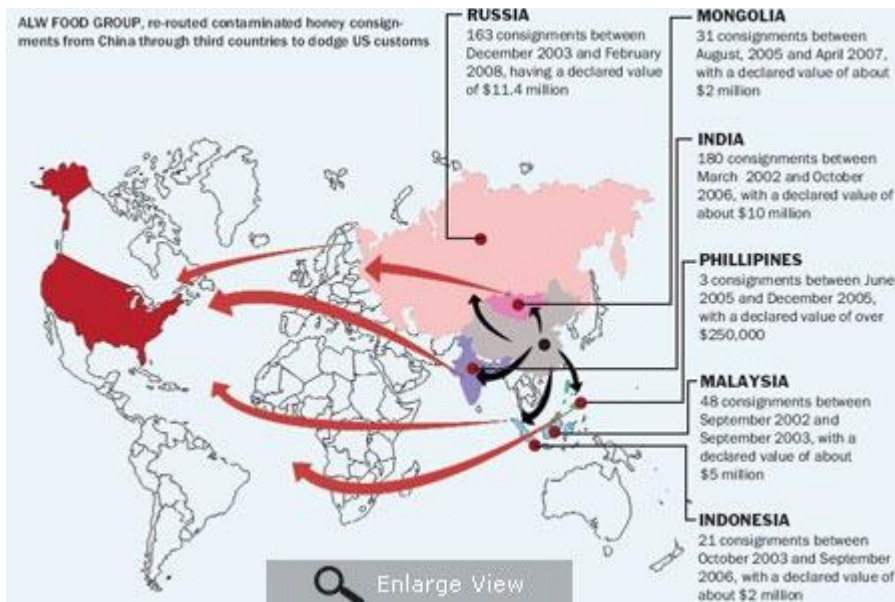 ALW FOOD GROUP, re-routed contaminated honey consign-
ments from China through third countries to dodge US customs
RUSSIA
163 consignments between
December 2003 and February
2008, having a declared value
of $11.4 million
MONGOLIA
31 consignments between
August, 2005 and April 2007,
with a declared value of about
$2 million
INDIA
180 consignments between
March 2002 and October
2006, with a declared value of
about $10 million
PHILLIPINES
3 consignments between June
2005 and December 2005,
with a declared value of over
$250,000
MALAYSIA
48 consignments between
September 2002 and
September 2003, with a
declared value of about
$5 million
INDONESIA
21 consignments between
October 2003 and September
2006, with a declared value of
about $2 million
Enlarge View